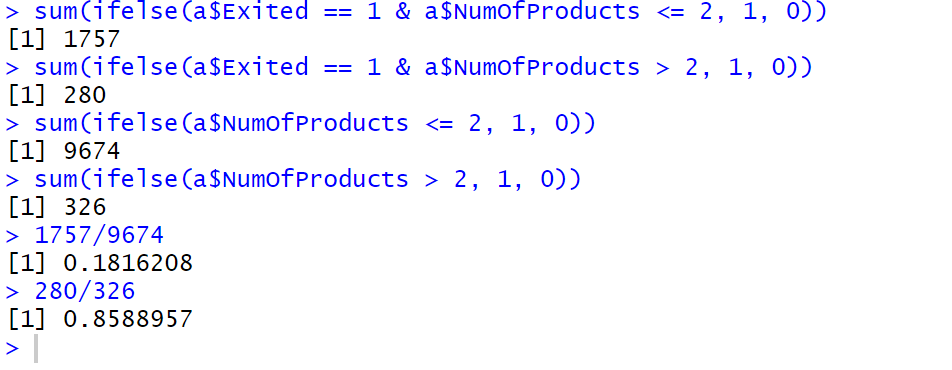 > sum(ifelse(a$Exited == 1 & a$NumOfProducts <= 2, 1, 0))
[1] 1757
> sum(ifelse(a$Exited == 1 & a$NumOfProducts > 2, 1, 0))
[1] 280
> sum(ifelse(a$NumOfProducts <= 2, 1, 0))
[1] 9674
> sum(ifelse(a$NumOfProducts > 2, 1, 0))
[1] 326
> 1757/9674
[1] 0.1816208
> 280/326
[1] 0.8588957
>